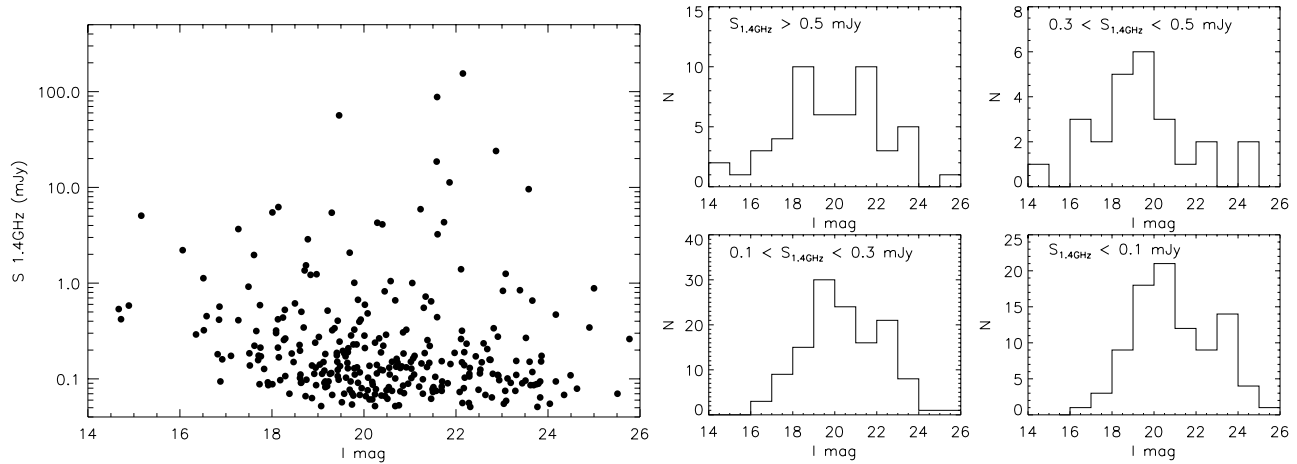 S 1.4GHz (mJy)
100.0
10.0
1.0
0.1
14 16 18 20 22 24 26
I mag
S1.4GHz > 0.5 mJy
N
15
10
5
0
14 16 18 20 22 24 26
I mag
0.3 < S1.4GHz < 0.5 mJy
N
8
6
4
2
0
14 16 18 20 22 24 26
I mag
0.1 < S1.4GHz < 0.3 mJy
N
40
30
20
10
0
14 16 18 20 22 24 26
I mag
S1.4GHz < 0.1 mJy
N
25
20
15
10
5
0
14 16 18 20 22 24 26
I mag